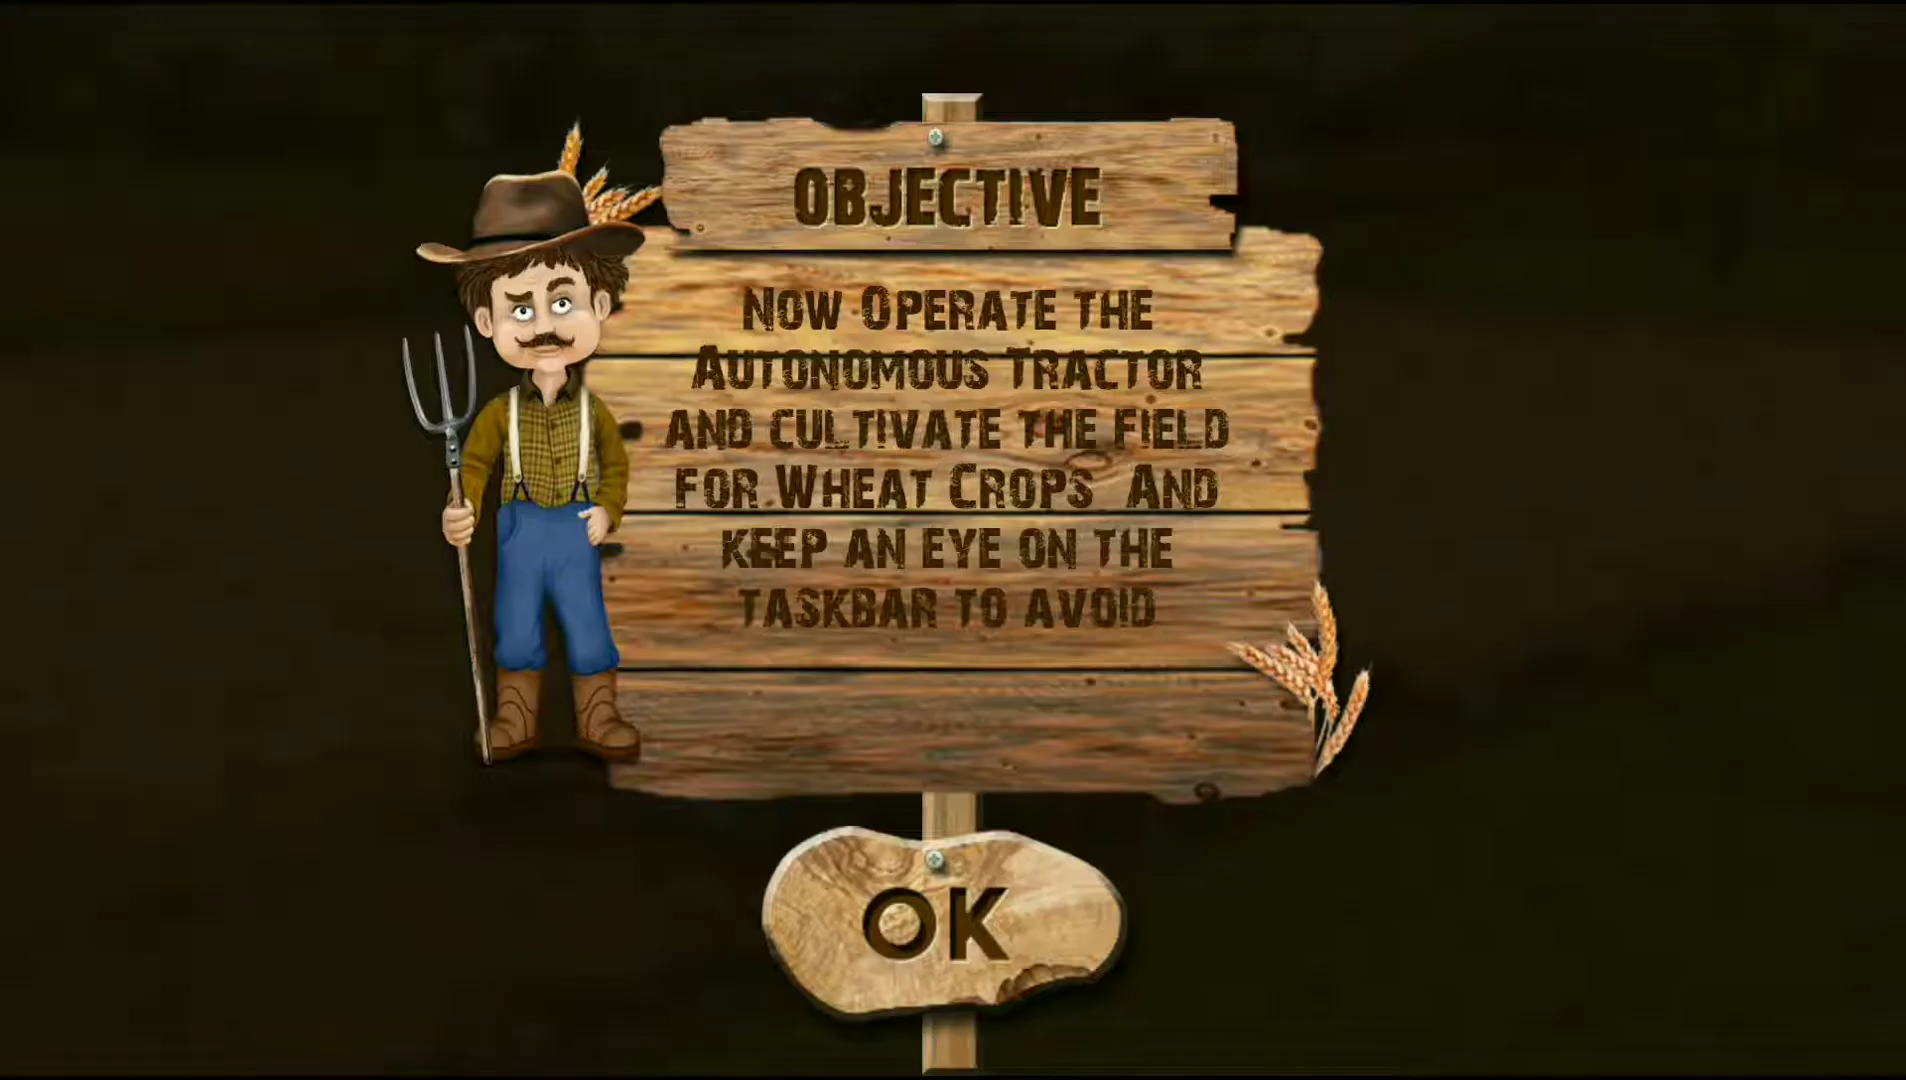 OBJECTIVE
NOW OPERATE THE
AUTONOMOUS TRACTOR
AND CULTIVATE THE FIELD
FOR WHEAT CROPS AND
KEEP AN EYE ON THE
TASKBAR TO AVOID
OK